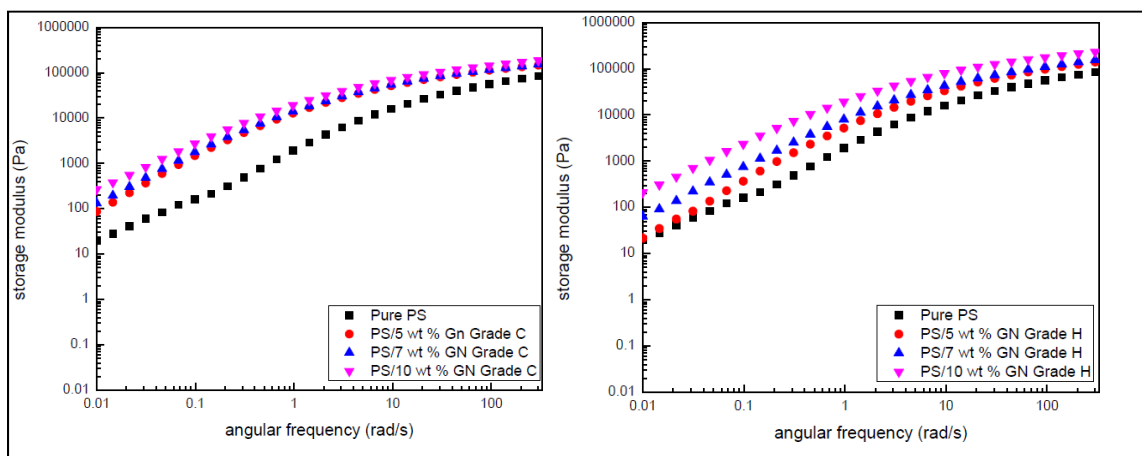 storage modulus (Pa)
1000000
100000
10000
1000
100
10
1
0.1
0.01
0.01
0.1
1
10
100
angular frequency (rad/s)
Pure PS
PS/5 wt % Gn Grade C
PS/7 wt % GN Grade C
PS/10 wt % GN Grade C
storage modulus (Pa)
1000000
100000
10000
1000
100
10
1
0.1
0.01
0.01
0.1
1
10
100
angular frequency (rad/s)
Pure PS
PS/5 wt % GN Grade H
PS/7 wt % GN Grade H
PS/10 wt % GN Grade H